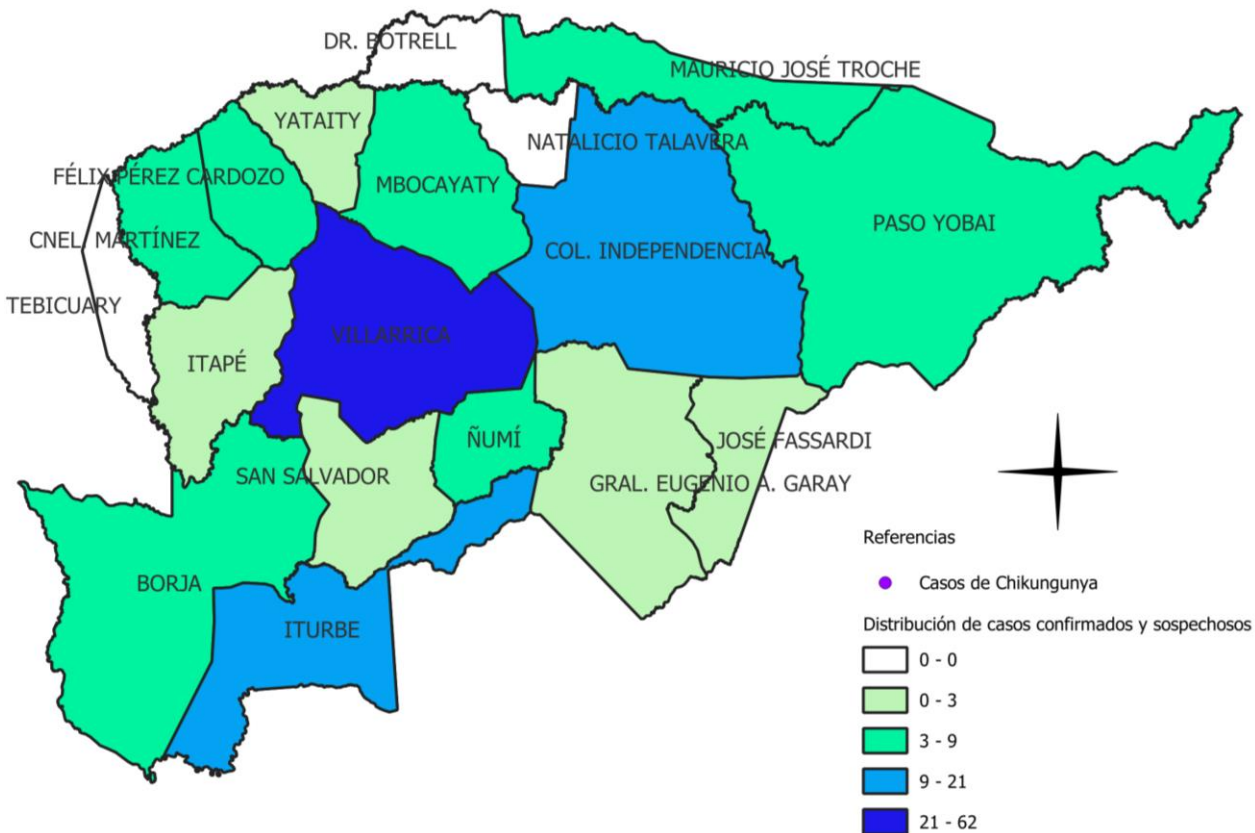 DR. BOTRELL
MAURICIO JOSÉ TROCHE
YATAITY
NATALICIO TALAVERA
FÉLIX PÉREZ CARDOZO
MBOCAYATY
PASO YOBAI
CNEL. MARTÍNEZ
COL. INDEPENDENCIA
TEBICUARY
VILLARRICA
ITAPÉ
ÑUMÍ
JOSÉ FASSARDI
SAN SALVADOR
GRAL. EUGENIO A. GARAY
BORJA
ITURBE
Referencias
Casos de Chikungunya
Distribución de casos confirmados y sospechosos
0 - 0
0 - 3
3 - 9
9 - 21
21 - 62